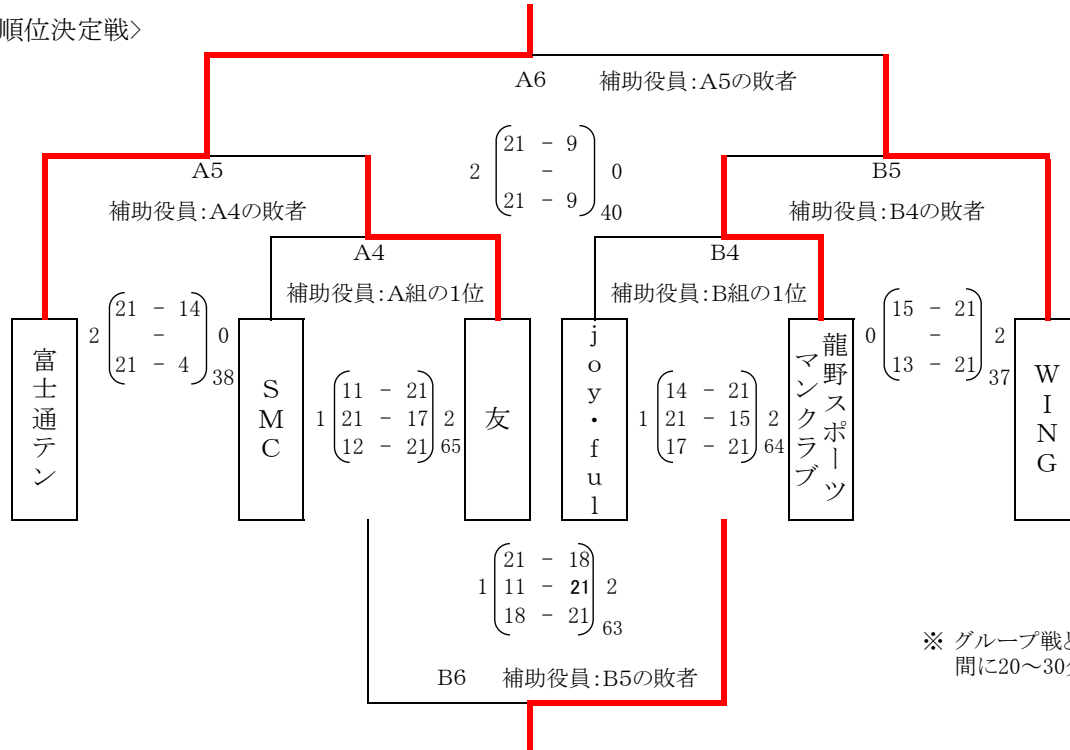 順位決定戦>
A6 補助役員:A5の敗者
2 21 - 9 0
-
21 - 9 40
A5
補助役員:A4の敗者
B5
補助役員:B4の敗者
A4
補助役員:A組の1位
B4
補助役員:B組の1位
富士通テン
2 21 - 14 0
-
21 - 4 38
SMC
11 - 21
1 21 - 17 2
12 - 21 65
友
joy・ful
14 - 21
1 21 - 15 2
17 - 21 64
龍野スポーツ
マンクラブ
0 15 - 21 2
-
13 - 21 37
WING
21 - 18
1 11 - 21 2
18 - 21 63
B6 補助役員:B5の敗者
※ グループ戦
間に20～30